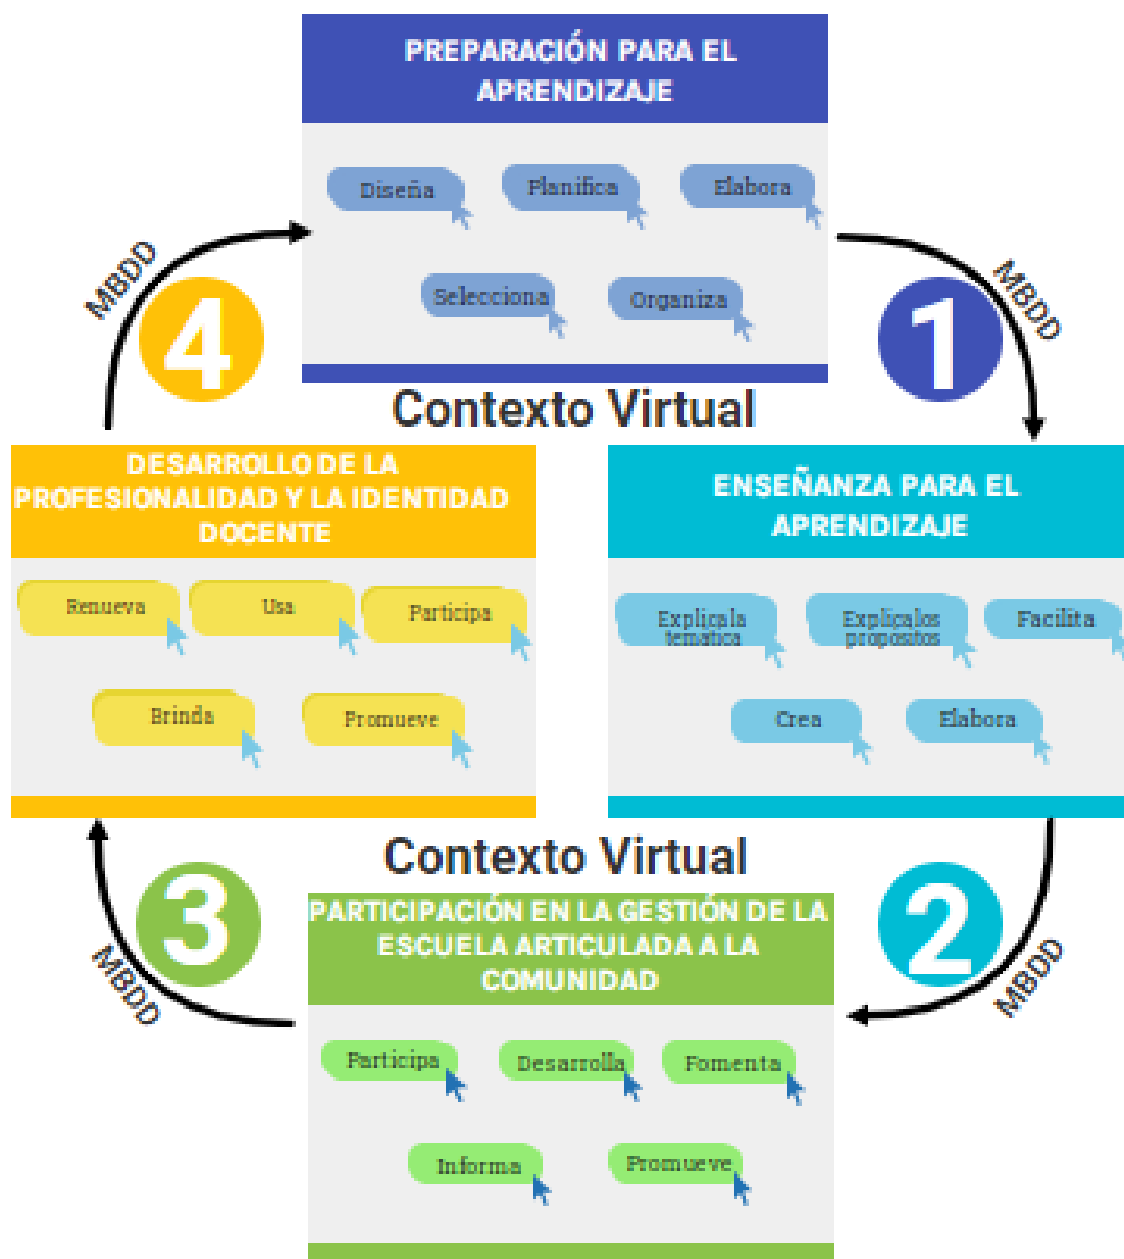 PREPARACIÓN PARA EL
APRENDIZAJE
Diseña
Planifica
Elabora
Selecciona
Organiza
MBDD
4
MBDD
1
Contexto Virtual
DESARROLLO DE LA
PROFESIONALIDAD Y LA IDENTIDAD
DOCENTE
Renueva
Usa
Participa
Brinda
Promueve
ENSEÑANZA PARA EL
APRENDIZAJE
Explica la
temática
Explica los
propósitos
Facilita
Crea
Elabora
Contexto Virtual
3
MBDD
2
MBDD
PARTICIPACIÓN EN LA GESTIÓN DE LA
ESCUELA ARTICULADA A LA
COMUNIDAD
Participa
Desarrolla
Fomenta
Informa
Promueve